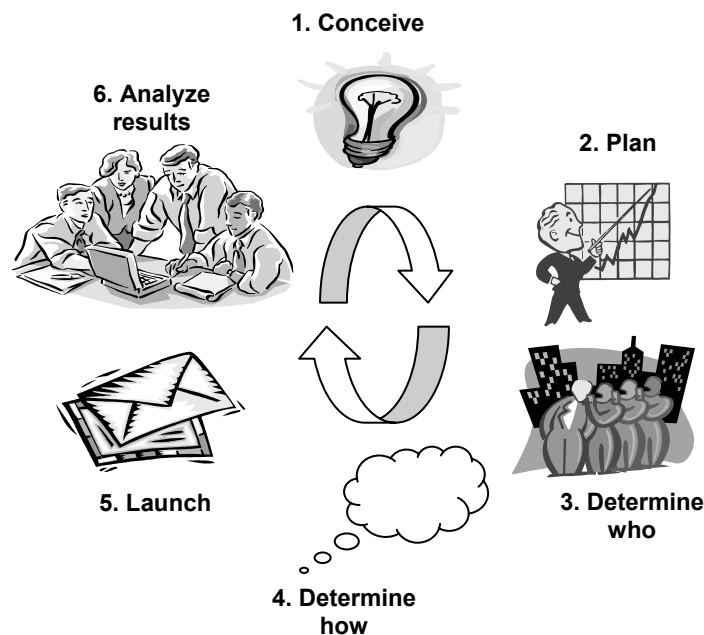 1. Conceive
2. Plan
3. Determine
who
4. Determine
how
5. Launch
6. Analyze
results